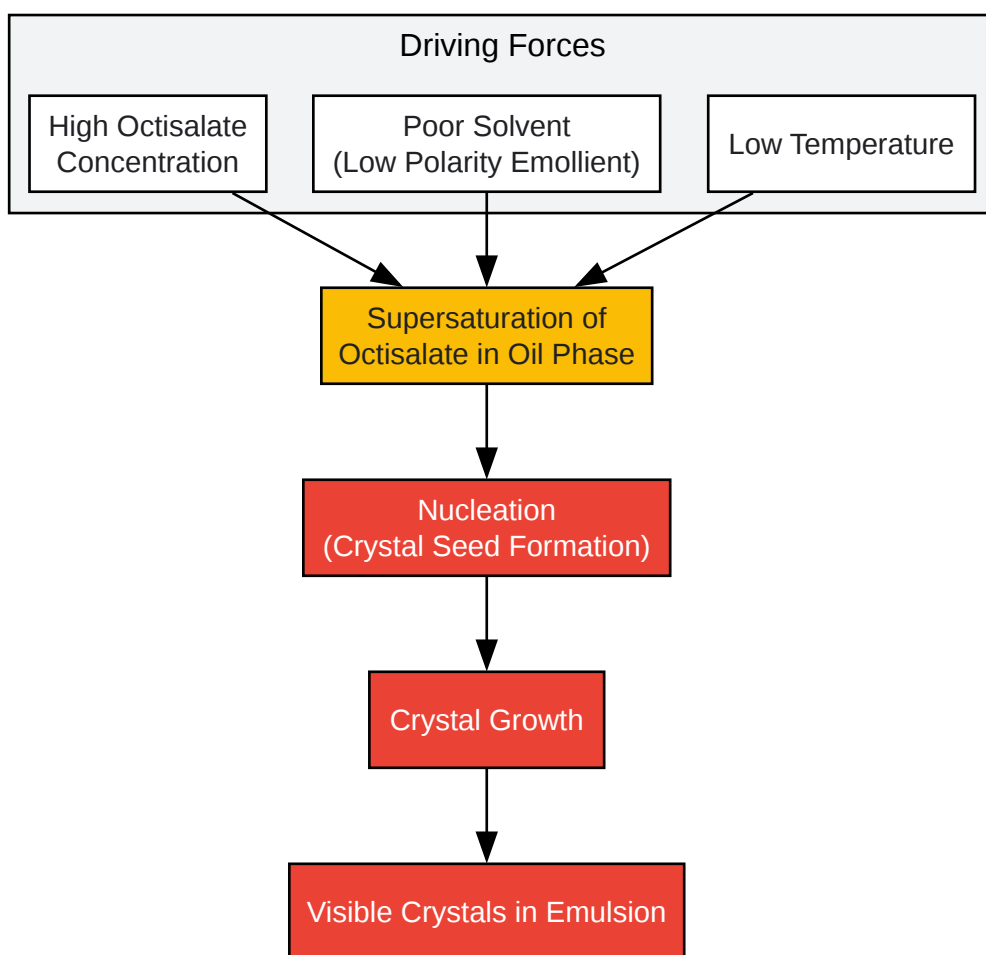 Driving Forces
High Octisalate
Concentration
Poor Solvent
(Low Polarity Emollient)
Low Temperature
Supersaturation of
Octisalate in Oil Phase
Nucleation
(Crystal Seed Formation)
Crystal Growth
Visible Crystals in Emulsion